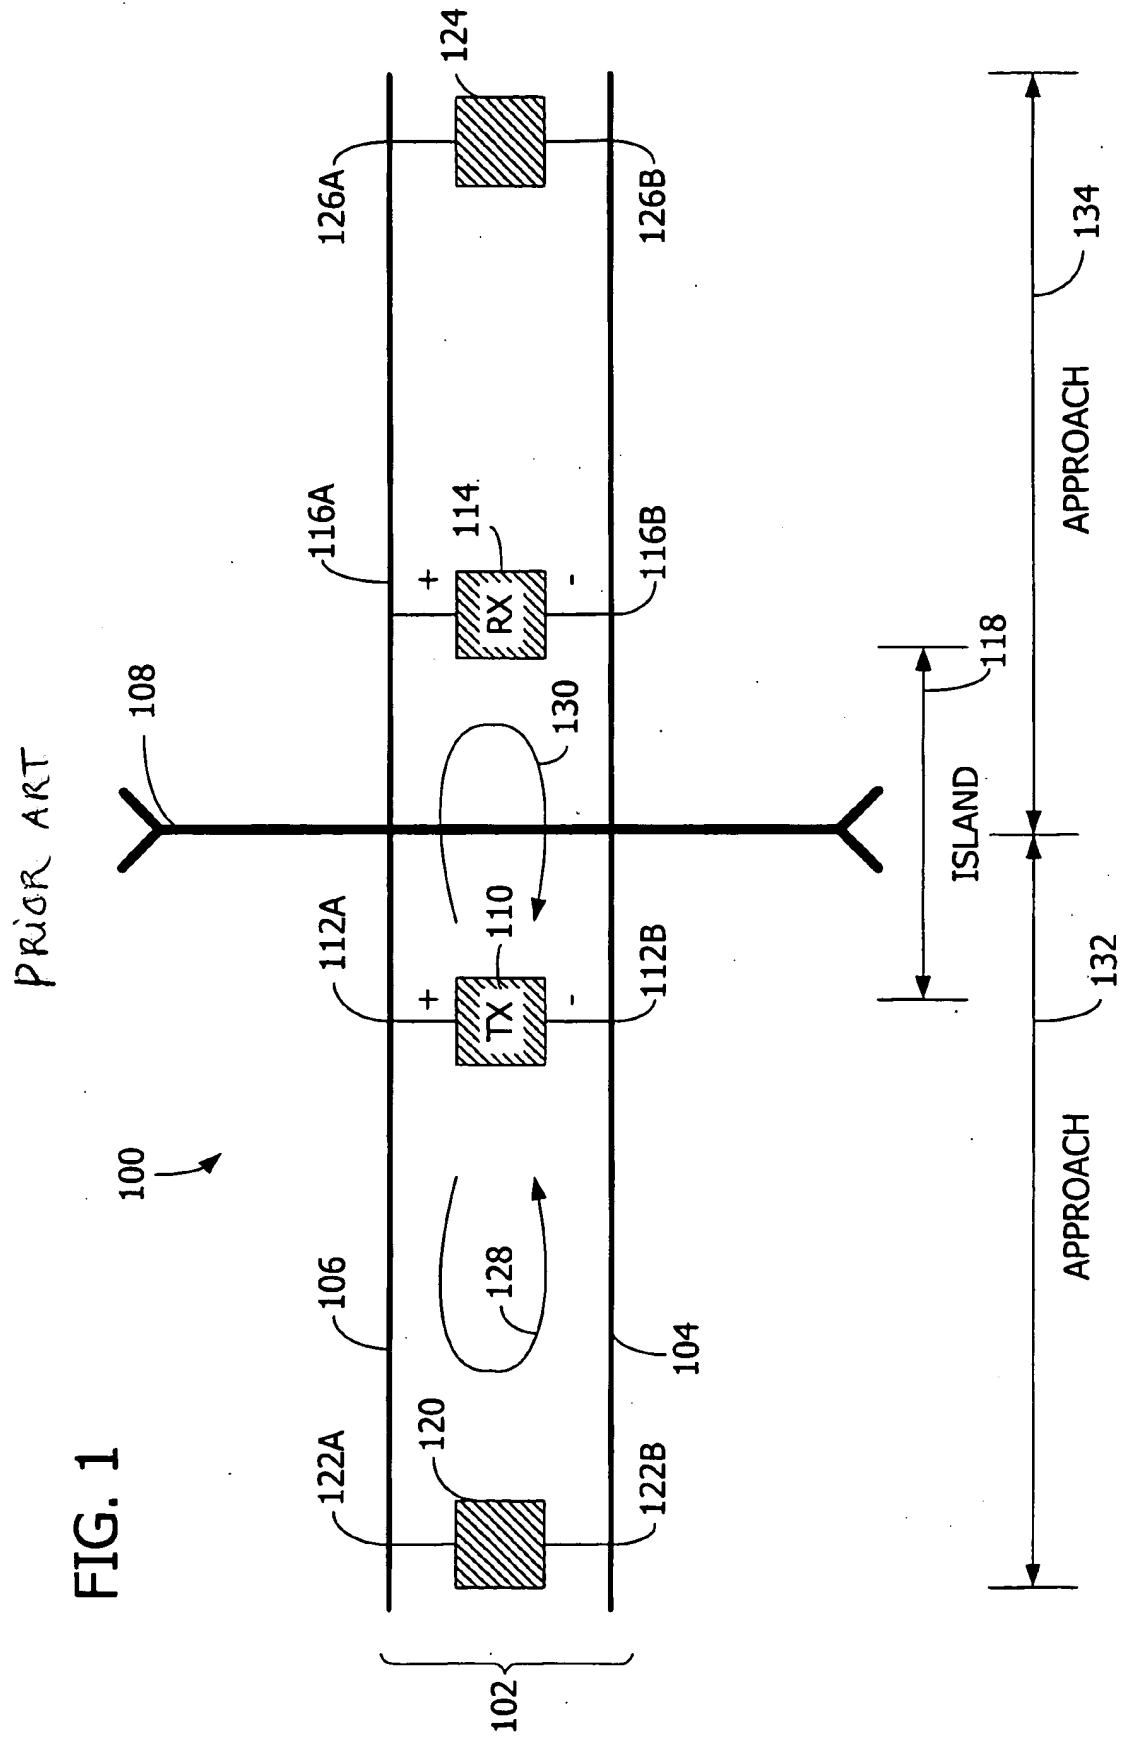 FIG. 1
PRIOR ART
100
108
122A
106
112A
116A
126A
120
128
+
TX
110
-
130
+
RX
114
-
124
102
122B
104
112B
116B
126B
ISLAND
118
APPROACH
132
APPROACH
134